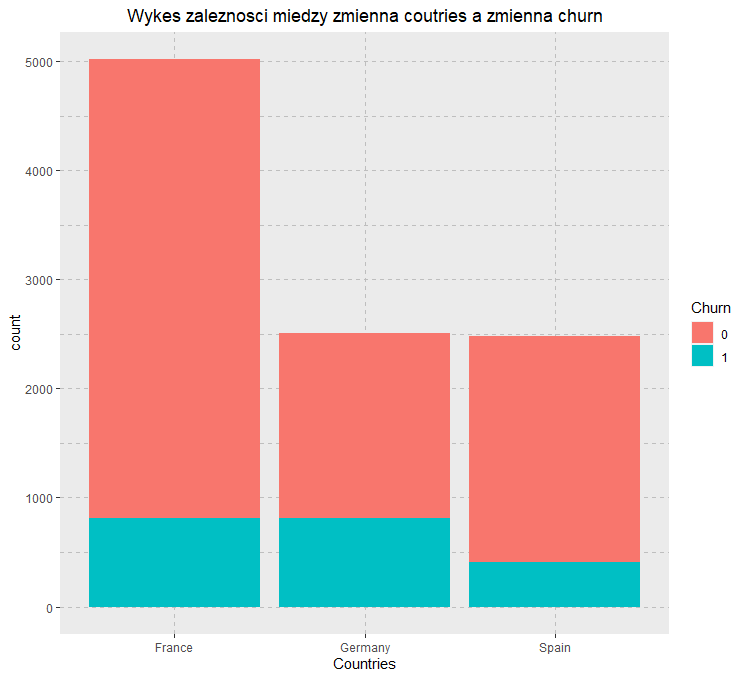 Wykes zaleznosci miedzy zmienna coutries a zmienna churn
5000
4000
3000
2000
1000
0
count
France Germany Spain
Countries
Churn
0
1